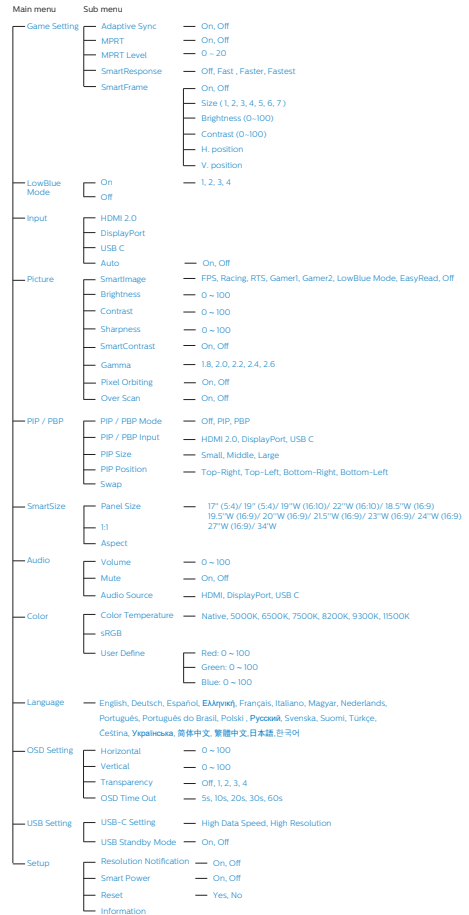 Main menu Sub menu
Game Setting Adaptive Sync On, Off
MPRT On, Off
MPRT Level 0 ~ 20
SmartResponse Off, Fast , Faster, Fastest
SmartFrame On, Off
Size ( 1, 2, 3, 4, 5, 6, 7 )
Brightness (0~100)
Contrast (0~100)
H. position
V. position
LowBlue On 1, 2, 3, 4
Mode
Off
Input HDMI 2.0
DisplayPort
USB C
Auto On, Off
Picture SmartImage FPS, Racing, RTS, Gamer1, Gamer2, LowBlue Mode, EasyRead, Off
Brightness 0 ~ 100
Contrast 0 ~ 100
Sharpness 0 ~ 100
SmartContrast On, Off
Gamma 1.8, 2.0, 2.2, 2.4, 2.6
Pixel Orbiting On, Off
Over Scan On, Off
PIP / PBP PIP / PBP Mode Off, PIP, PBP
PIP / PBP Input HDMI 2.0, DisplayPort, USB C
PIP Size Small, Middle, Large
PIP Position Top-Right, Top-Left, Bottom-Right, Bottom-Left
Swap
SmartSize Panel Size 17" (5:4)/ 19" (5:4)/ 19"W (16:10)/ 22"W (16:10)/ 18.5"W (16:9)
19.5"W (16:9)/ 20"W (16:9)/ 21.5"W (16:9)/ 23"W (16:9)/ 24"W (16:9)
1:1 27"W (16:9)/ 34'W
Aspect
Audio Volume 0 ~ 100
Mute On, Off
Audio Source HDMI, DisplayPort, USB C
Color Color Temperature Native, 5000K, 6500K, 7500K, 8200K, 9300K, 11500K
sRGB
User Define Red: 0 ~ 100
Green: 0 ~ 100
Blue: 0 ~ 100
Language English, Deutsch, Español, Ελληνική, Français, Italiano, Magyar, Nederlands,
Português, Português do Brasil, Polski , Русский, Svenska, Suomi, Türkçe,
Čeština, Українська, 简体中文, 繁體中文,日本語,한국어
OSD Setting Horizontal 0 ~ 100
Vertical 0 ~ 100
Transparency Off, 1, 2, 3, 4
OSD Time Out 5s, 10s, 20s, 30s, 60s
USB Setting USB-C Setting High Data Speed, High Resolution
USB Standby Mode On, Off
Setup Resolution Notification On, Off
Smart Power On, Off
Reset Yes, No
Information